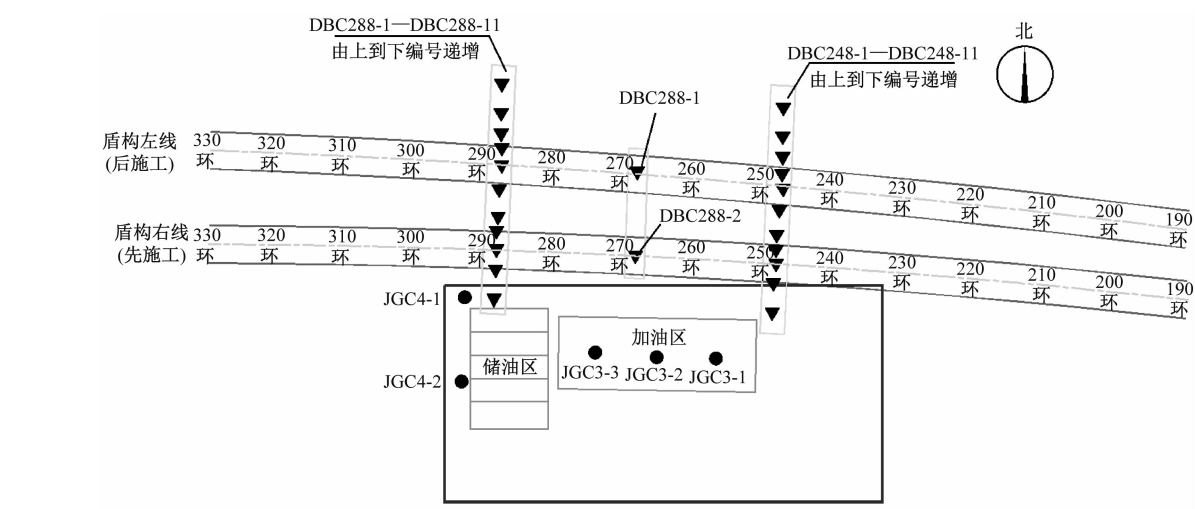 DBC288-1—DBC288-11
由上到下编号递增
DBC248-1—DBC248-11
由上到下编号递增
北
DBC288-1
盾构左线
(后施工)
330
环
320
环
310
环
300
环
290
环
280
环
270
环
260
环
250
环
240
环
230
环
220
环
210
环
200
环
190
环
DBC288-2
盾构右线
(先施工)
330
环
320
环
310
环
300
环
290
环
280
环
270
环
260
环
250
环
240
环
230
环
220
环
210
环
200
环
190
环
JGC4-1
JGC4-2
储油区
加油区
JGC3-3 JGC3-2 JGC3-1